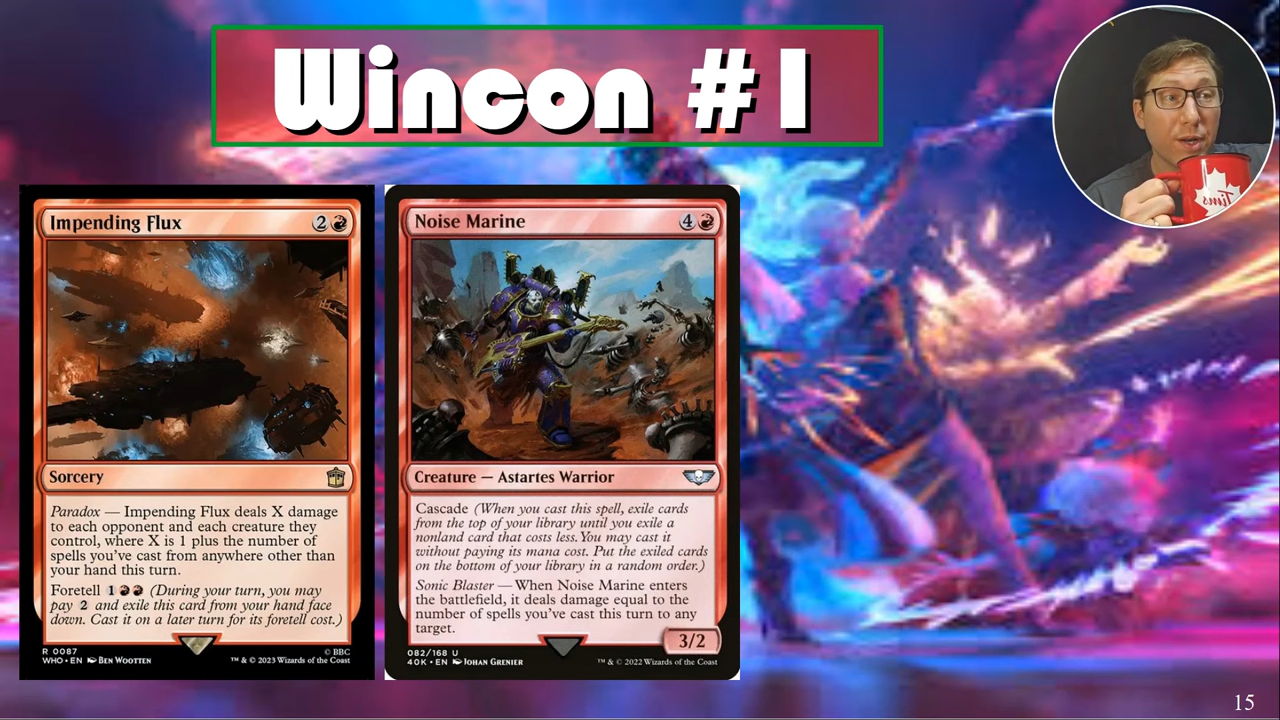 Wincon #1
Impending Flux 2
Sorcery
Paradox — Impending Flux deals X damage
to each opponent and each creature they
control, where X is 1 plus the number of
spells you've cast from anywhere other than
your hand this turn.
Foretell 1 (During your turn, you may
pay 2 and exile this card from your hand face
down. Cast it on a later turn for its foretell cost.)
R 0087
WHO • EN Ben Wootten
© BBC
™ & © 2023 Wizards of the Coast
Noise Marine 4
Creature — Astartes Warrior
Cascade (When you cast this spell, exile cards
from the top of your library until you exile a
nonland card that costs less. You may cast it
without paying its mana cost. Put the exiled cards
on the bottom of your library in a random order.)
Sonic Blaster — When Noise Marine enters
the battlefield, it deals damage equal to the
number of spells you've cast this turn to any
target.
3/2
082/168 U
40K • EN Johan Grenier
™ & © 2022 Wizards of the Coast
Tims
15